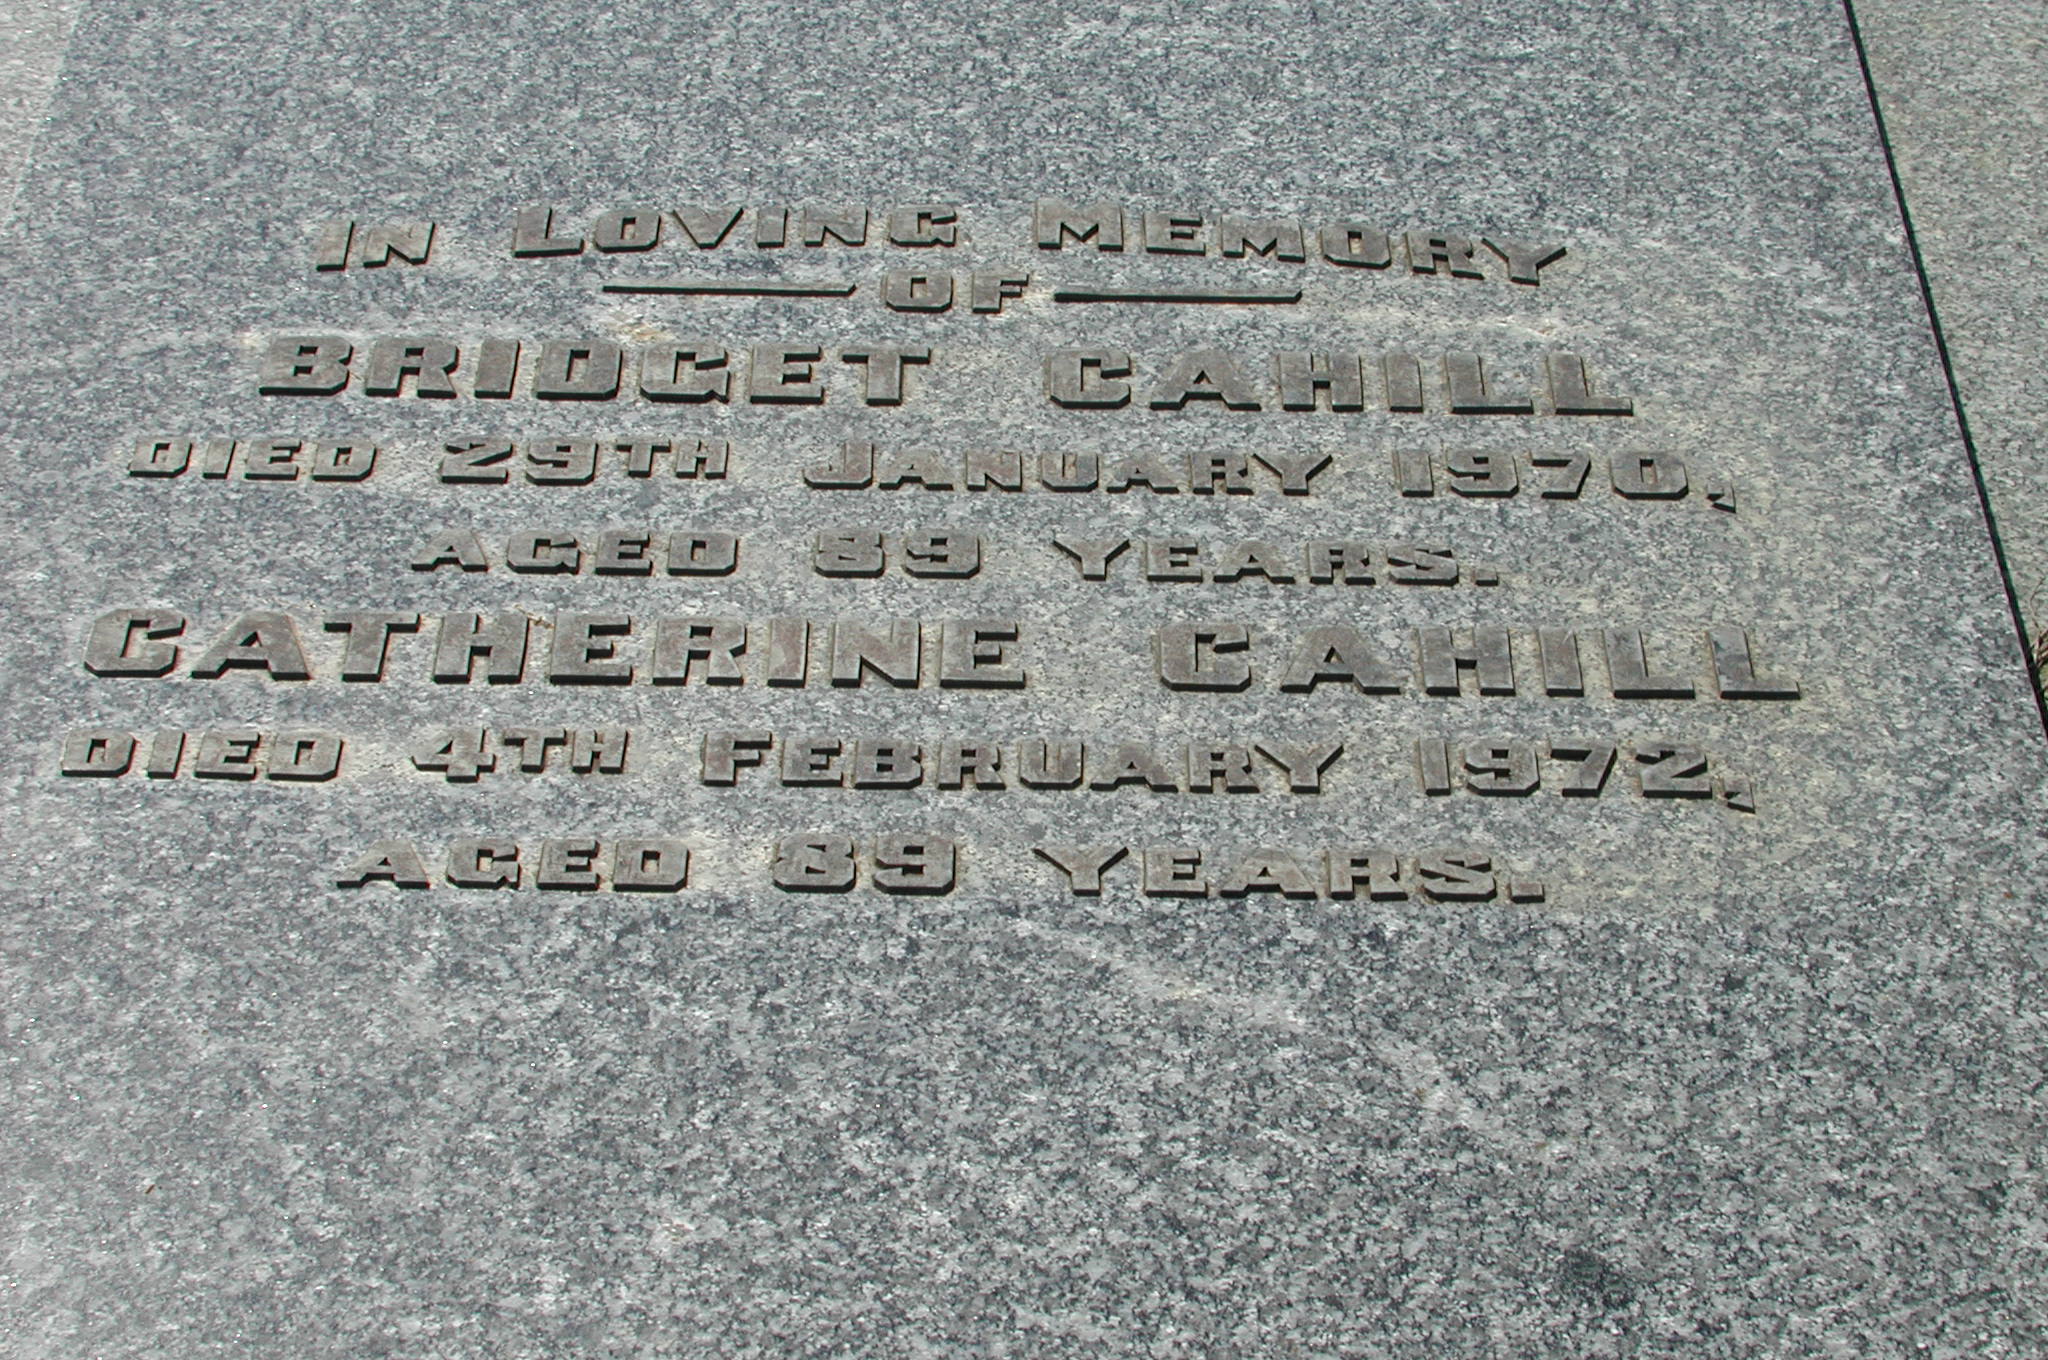 IN LOVING MEMORY
OF
BRIDGET CAHILL
DIED 29TH JANUARY 1970,
AGED 89 YEARS.
CATHERINE CAHILL
DIED 4TH FEBRUARY 1972,
AGED 89 YEARS.